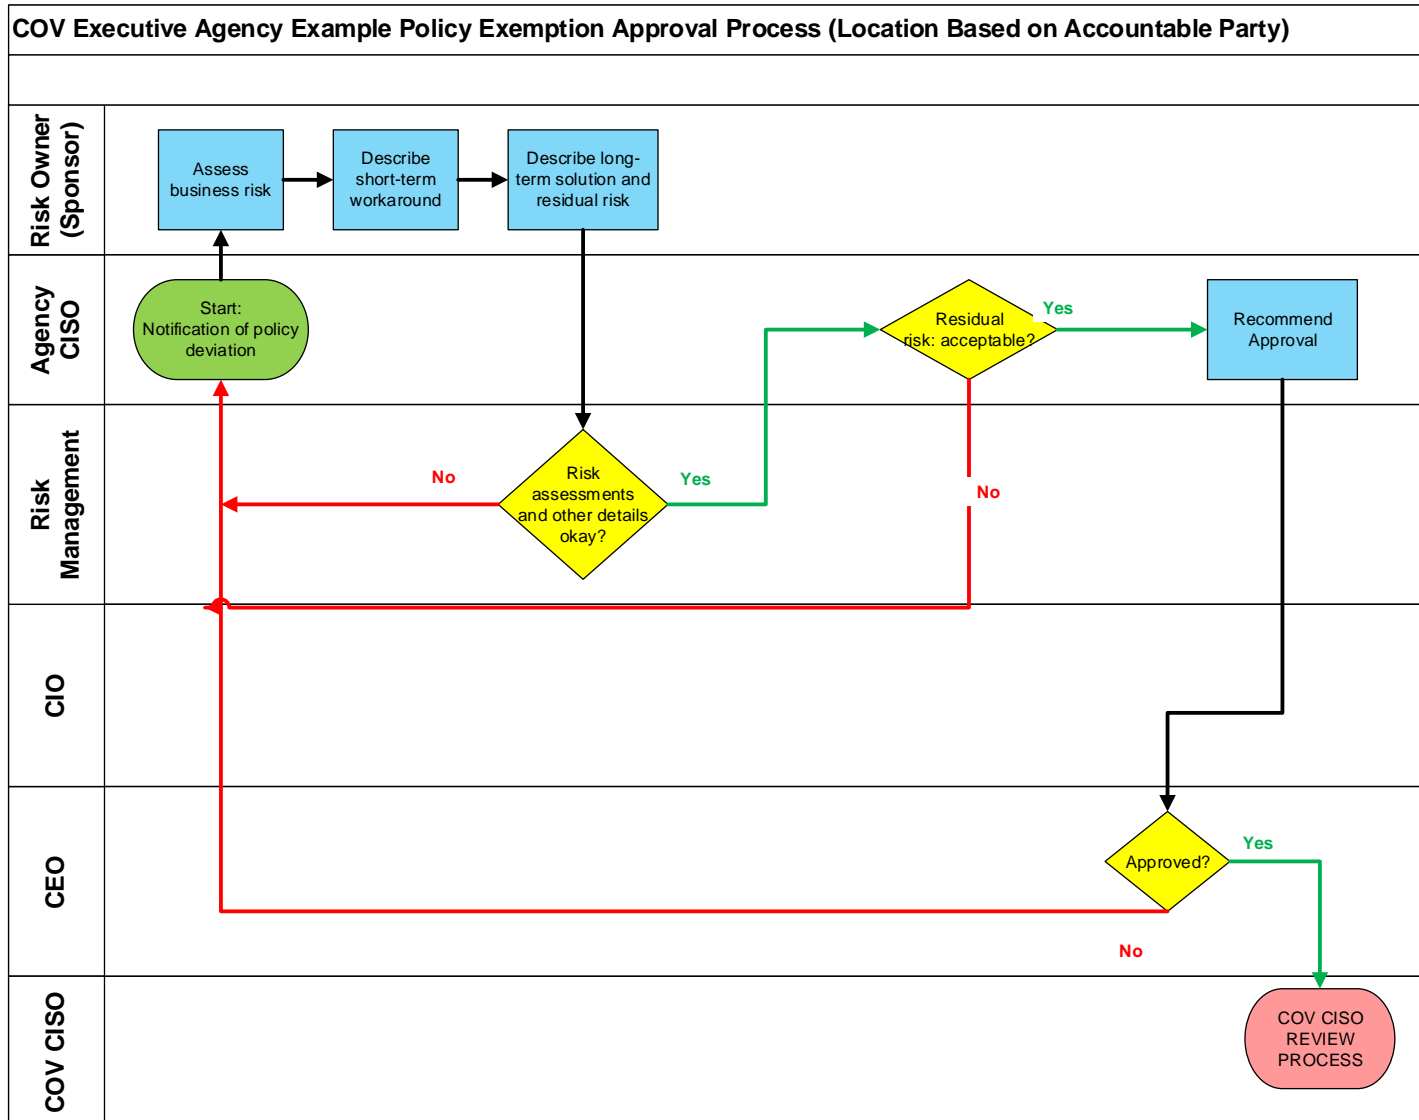 COV Executive Agency Example Policy Exemption Approval Process (Location Based on Accountable Party)
Risk Owner
(Sponsor)
Assess
business risk
Describe
short-term
workaround
Describe long-
term solution and
residual risk
Agency
CISO
Start:
Notification of policy
deviation
Residual
risk: acceptable?
Yes
Recommend
Approval
Risk
Management
No
Risk
assessments
and other details
okay?
Yes
No
CIO
CEO
Approved?
Yes
No
COV CISO
COV CISO
REVIEW
PROCESS